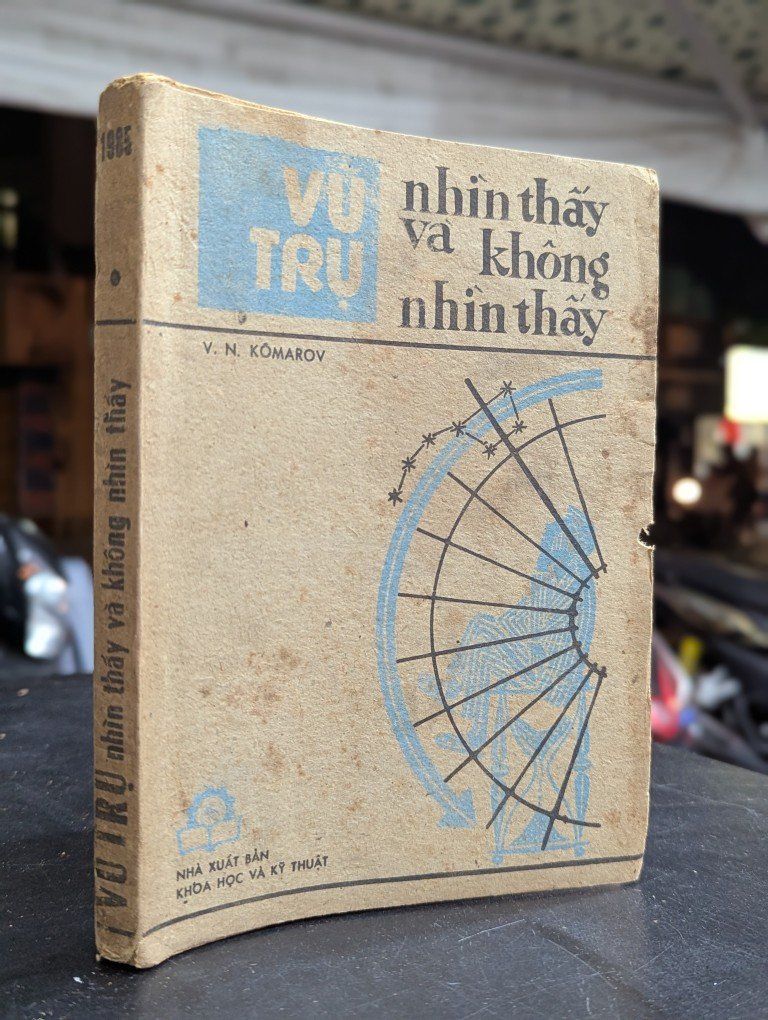 VŨ
TRỤ
nhìn thấy
và không
nhìn thấy
V. N. KÔMAROV
NHÀ XUẤT BẢN
KHOA HỌC VÀ KỸ THUẬT
VŨ TRỤ nhìn thấy và không nhìn thấy
1985